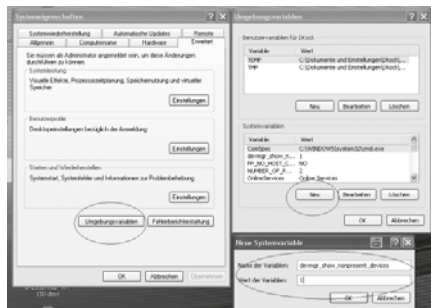 Systemeigenschaften
Systemwiederherstellung
Automatische Updates
Remote
Allgemein
Computername
Hardware
Erweitert
Sie müssen als Administrator angemeldet sein, um diese Änderungen
durchführen zu können.
Systemleistung
Visuelle Effekte, Prozessorzeitplanung, Speichernutzung und virtueller
Speicher
Einstellungen
Benutzerprofile
Desktopeinstellungen bezüglich der Anmeldung
Einstellungen
Starten und Wiederherstellen
Systemstart, Systemfehler und Informationen zur Problembehebung
Einstellungen
Umgebungsvariablen
Fehlerberichterstattung
OK
Abbrechen
Übernehmen
Umgebungsvariablen
Benutzervariablen für
Variable
Wert
TEMP
TMP
Neu
Bearbeiten
Löschen
Systemvariablen
Variable
Wert
ComSpec
C:\WINDOWS\system32\cmd.exe
devmgr_show_n...
1
FP_NO_HOST_C...
NO
NUMBER_OF_P...
2
OnlineServices
Online Services
Neu
Bearbeiten
Löschen
OK
Abbrechen
Neue Systemvariable
Name der Variablen:
devmgr_show_nonpresent_devices
Wert der Variablen:
1
OK
Abbrechen